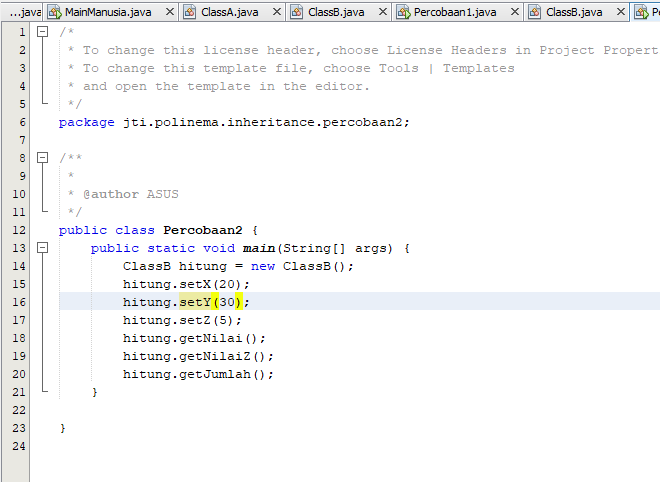 ...java MainManusia.java ClassA.java ClassB.java Percobaan1.java ClassB.java
1 /*
2 * To change this license header, choose License Headers in Project Propert
3 * To change this template file, choose Tools | Templates
4 * and open the template in the editor.
5 */
6 package jti.polinema.inheritance.percobaan2;
7
8 /**
9 *
10 * @author ASUS
11 */
12 public class Percobaan2 {
13 public static void main(String[] args) {
14 ClassB hitung = new ClassB();
15 hitung.setX(20);
16 hitung.setY(30);
17 hitung.setZ(5);
18 hitung.getNilai();
19 hitung.getNilaiZ();
20 hitung.getJumlah();
21 }
22
23 }
24